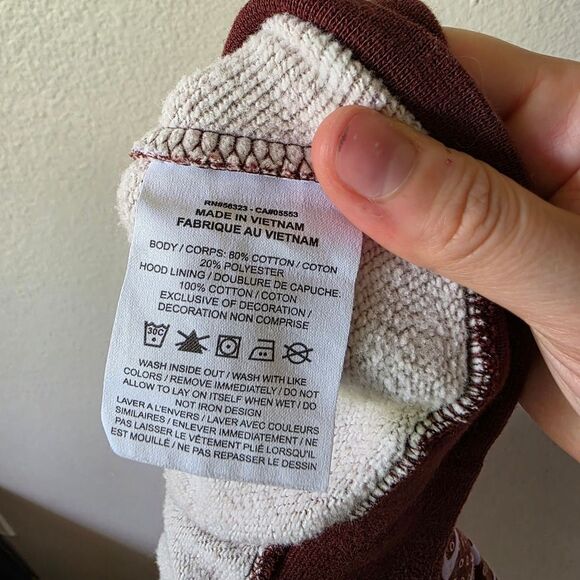 RN#56323 - CA#05553
MADE IN VIETNAM
FABRIQUE AU VIETNAM
BODY / CORPS: 80% COTTON / COTON
20% POLYESTER
HOOD LINING / DOUBLURE DE CAPUCHE:
100% COTTON / COTON
EXCLUSIVE OF DECORATION /
DECORATION NON COMPRISE
30C
WASH INSIDE OUT / WASH WITH LIKE
COLORS / REMOVE IMMEDIATELY / DO NOT
ALLOW TO LAY ON ITSELF WHEN WET / DO
NOT IRON DESIGN
LAVER A L'ENVERS / LAVER AVEC COULEURS
SIMILAIRES / ENLEVER IMMEDIATEMENT / NE
PAS LAISSER LE VÊTEMENT PLIÉ LORSQU'IL
EST MOUILLÉ / NE PAS REPASSER LE DESSIN